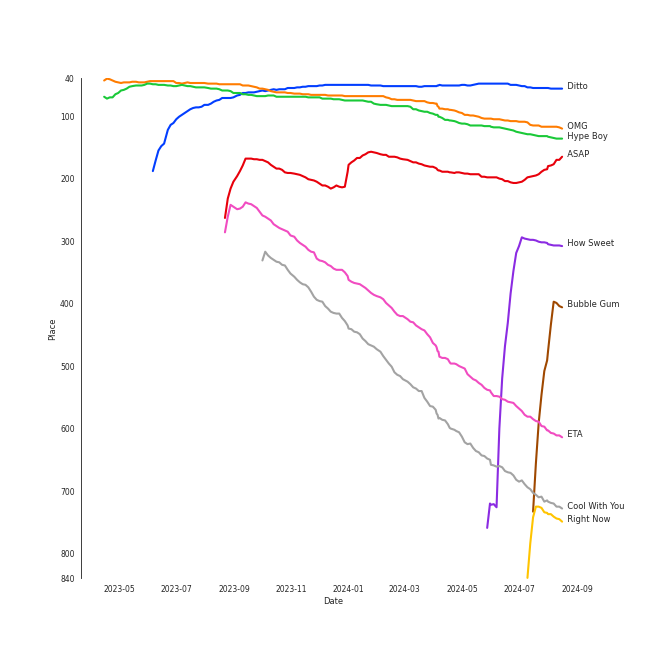 40
100
200
300
400
500
600
700
800
840
Place
Ditto
OMG
Hype Boy
ASAP
How Sweet
Bubble Gum
ETA
Cool With You
Right Now
2023-05 2023-07 2023-09 2023-11 2024-01 2024-03 2024-05 2024-07 2024-09
Date